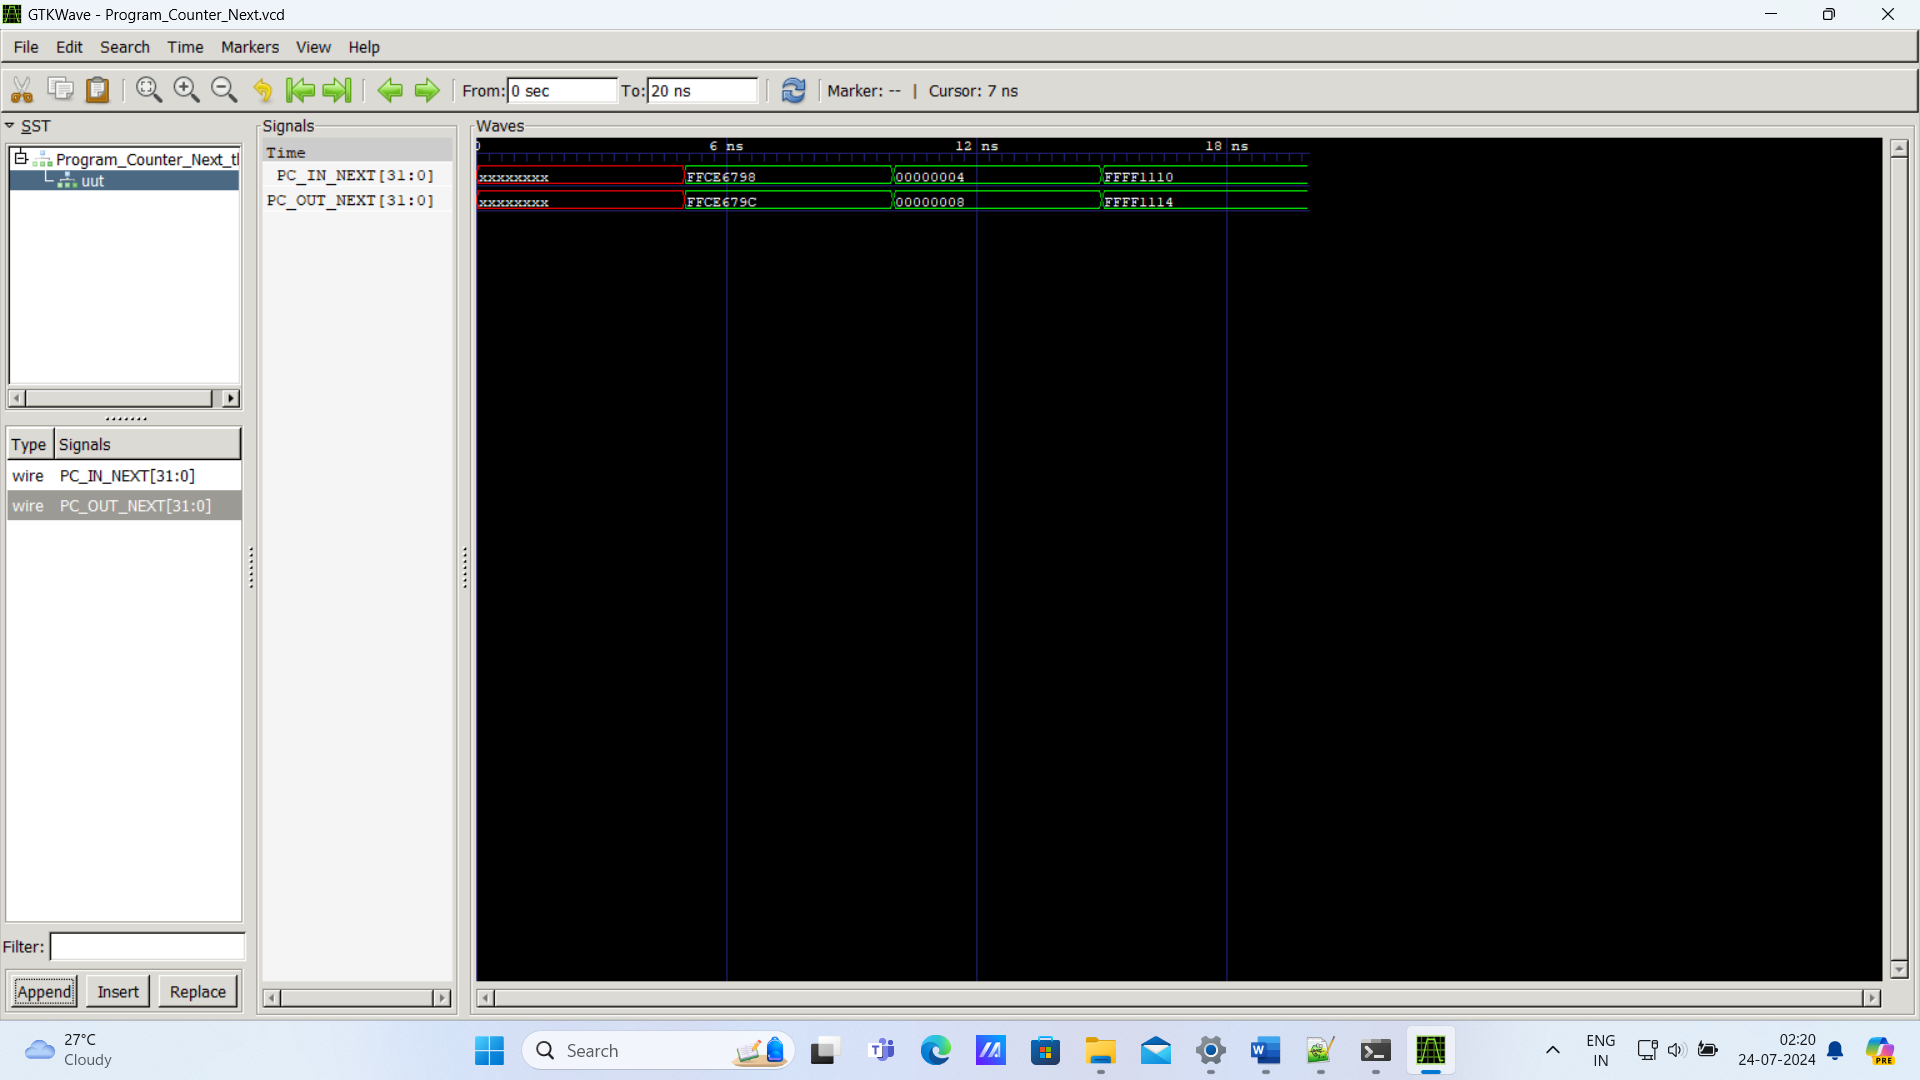 GTKWave - Program_Counter_Next.vcd
File Edit Search Time Markers View Help
From: 0 sec To: 20 ns Marker: -- | Cursor: 7 ns
SST
Program_Counter_Next_tl
uut
Type Signals
wire PC_IN_NEXT[31:0]
wire PC_OUT_NEXT[31:0]
Filter:
Append Insert Replace
Signals
Time
PC_IN_NEXT[31:0]
PC_OUT_NEXT[31:0]
Waves
0 6 ns 12 ns 18 ns
xxxxxxxx FFCE6798 00000004 FFFF1110
xxxxxxxx FFCE679C 00000008 FFFF1114
27°C
Cloudy
Search
ENG
IN
02:20
24-07-2024
PRE